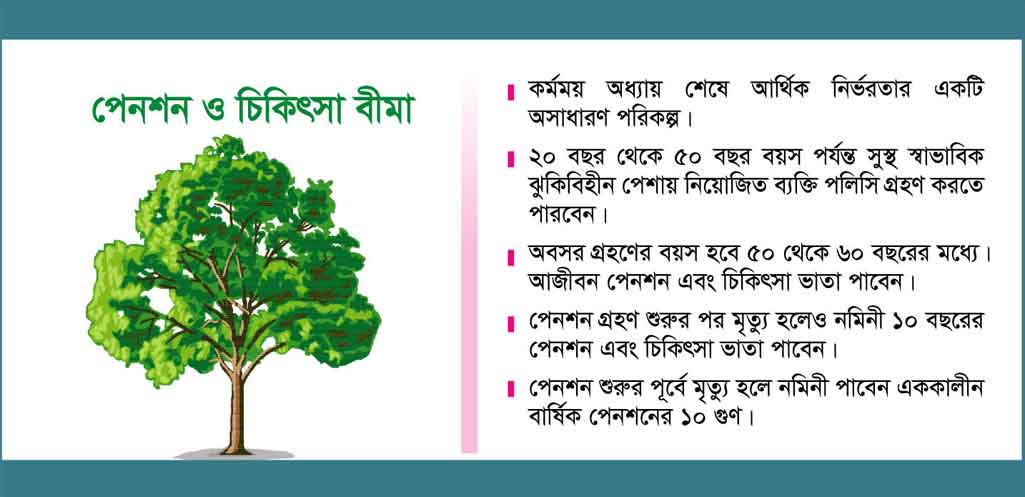 পেনশন ও চিকিৎসা বীমা
কর্মময় অধ্যায় শেষে আর্থিক নির্ভরতার একটি
অসাধারণ পরিকল্প।
২০ বছর থেকে ৫০ বছর বয়স পর্যন্ত সুস্থ স্বাভাবিক
ঝুকিবিহীন পেশায় নিয়োজিত ব্যক্তি পলিসি গ্রহণ করতে
পারবেন।
অবসর গ্রহণের বয়স হবে ৫০ থেকে ৬০ বছরের মধ্যে।
আজীবন পেনশন এবং চিকিৎসা ভাতা পাবেন।
পেনশন গ্রহণ শুরুর পর মৃত্যু হলেও নমিনী ১০ বছরের
পেনশন এবং চিকিৎসা ভাতা পাবেন।
পেনশন শুরুর পূর্বে মৃত্যু হলে নমিনী পাবেন এককালীন
বার্ষিক পেনশনের ১০ গুণ।